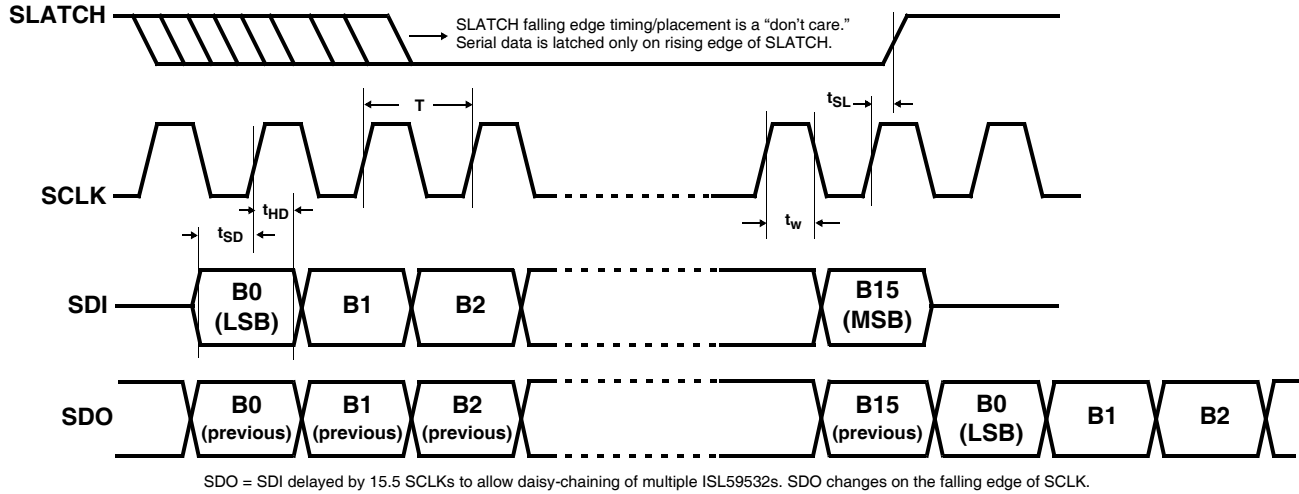 SLATCH
SLATCH falling edge timing/placement is a “don’t care.”
Serial data is latched only on rising edge of SLATCH.
T
tSL
SCLK
tHD
tSD
tw
SDI
B0
(LSB)
B1
B2
B15
(MSB)
SDO
B0
(previous)
B1
(previous)
B2
(previous)
B15
(previous)
B0
(LSB)
B1
B2
SDO = SDI delayed by 15.5 SCLKs to allow daisy-chaining of multiple ISL59532s. SDO changes on the falling edge of SCLK.